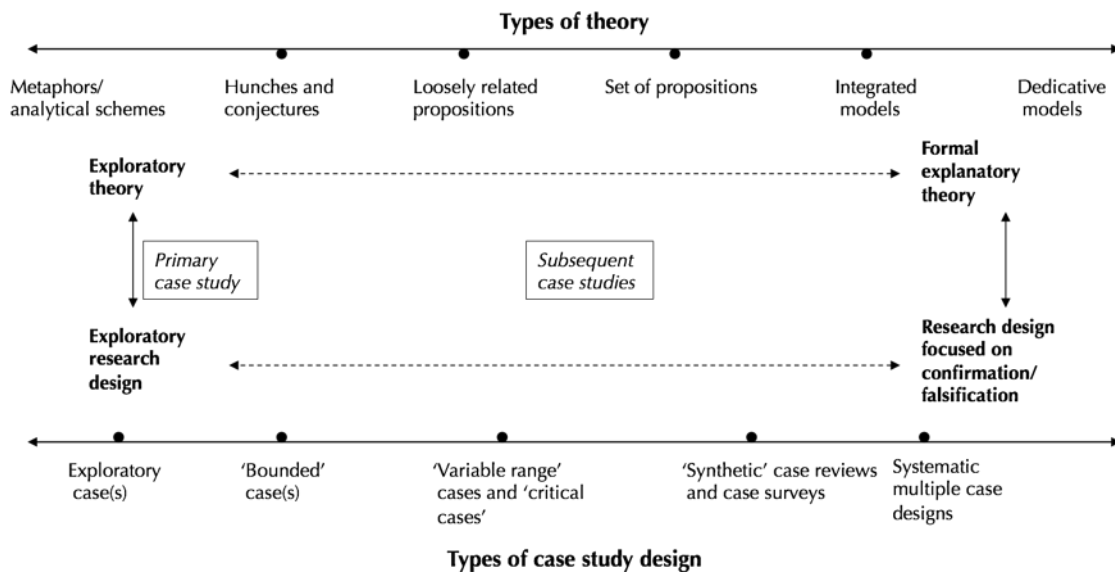 Types of theory
Metaphors/
analytical schemes
Hunches and
conjectures
Loosely related
propositions
Set of propositions
Integrated
models
Dedicative
models
Exploratory
theory
Formal
explanatory
theory
Primary
case study
Subsequent
case studies
Exploratory
research
design
Research design
focused on
confirmation/
falsification
Exploratory
case(s)
‘Bounded’
case(s)
‘Variable range’
cases and ‘critical
cases’
‘Synthetic’ case reviews
and case surveys
Systematic
multiple case
designs
Types of case study design